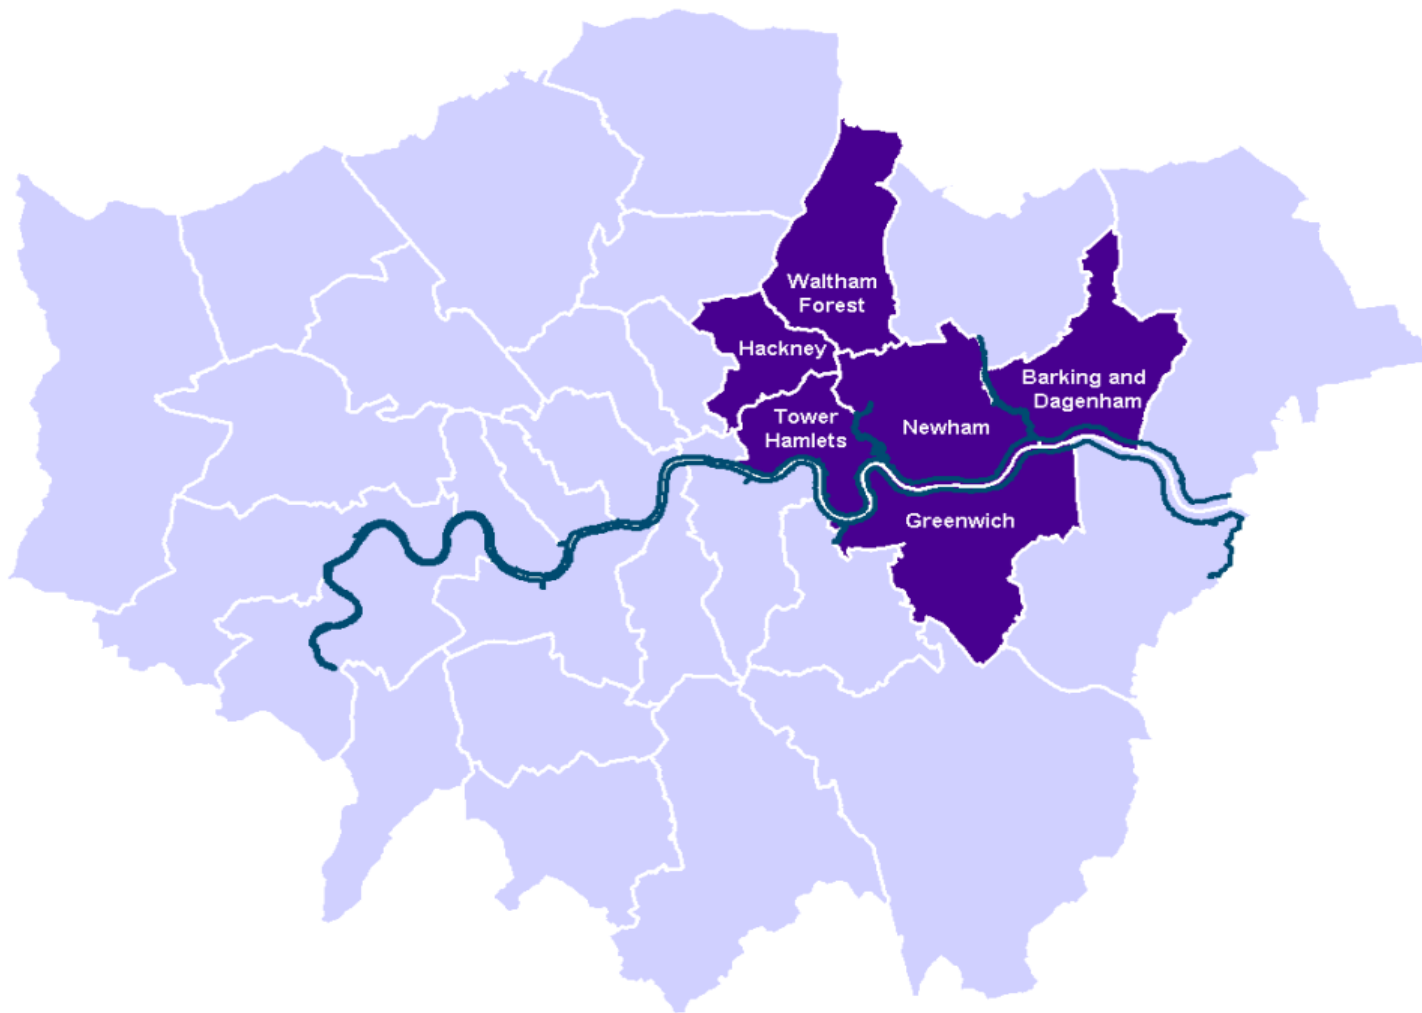 Waltham
Forest
Hackney
Barking and
Dagenham
Tower
Hamlets
Newham
Greenwich